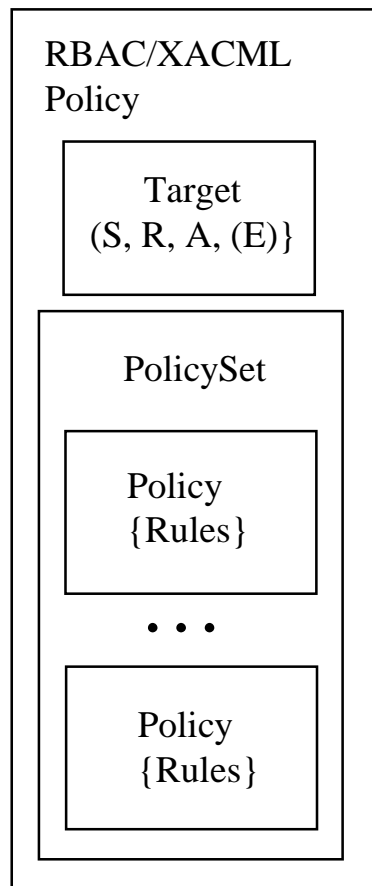 RBAC/XACML
Policy
Target
(S, R, A, (E)}
PolicySet
Policy
{Rules}
• • •
Policy
{Rules}